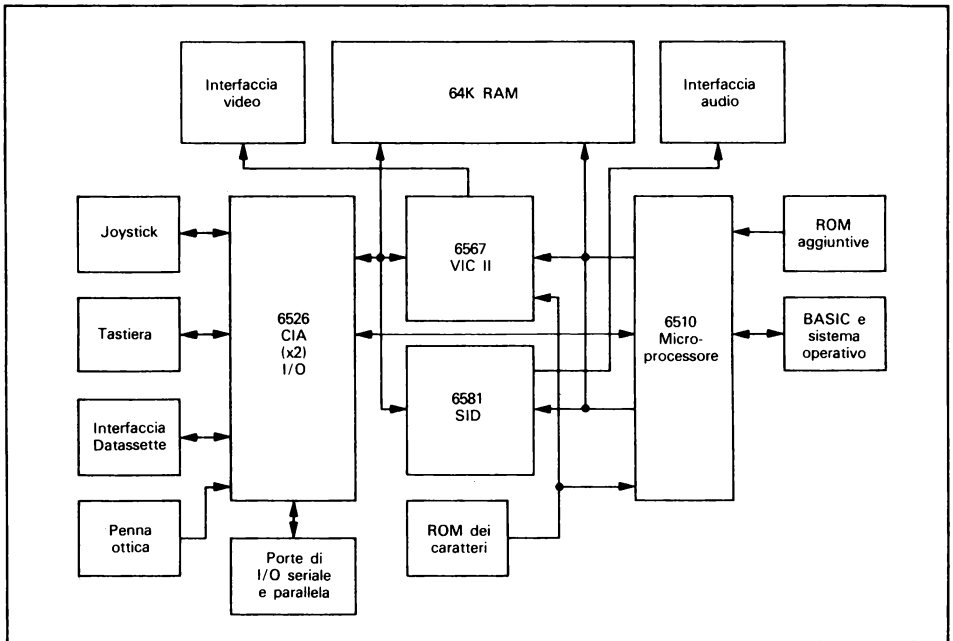 Interfaccia
video
64K RAM
Interfaccia
audio
Joystick
Tastiera
Interfaccia
Datassette
Penna
ottica
6526
CIA
(x2)
I/O
Porte di
I/O seriale
e parallela
6567
VIC II
6581
SID
ROM dei
caratteri
6510
Micro-
processore
ROM
aggiuntive
BASIC e
sistema
operativo